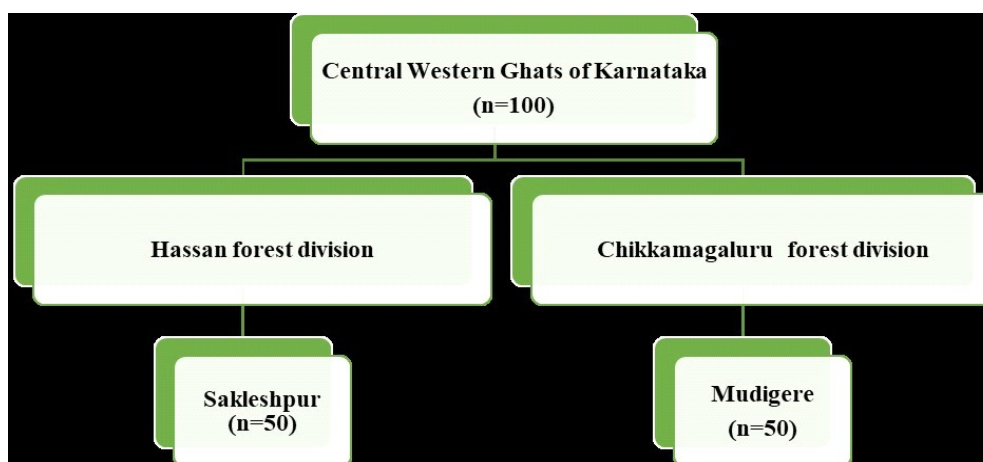 Central Western Ghats of Karnataka
(n=100)
Hassan forest division
Chikkamagaluru forest division
Sakleshpur
(n=50)
Mudigere
(n=50)